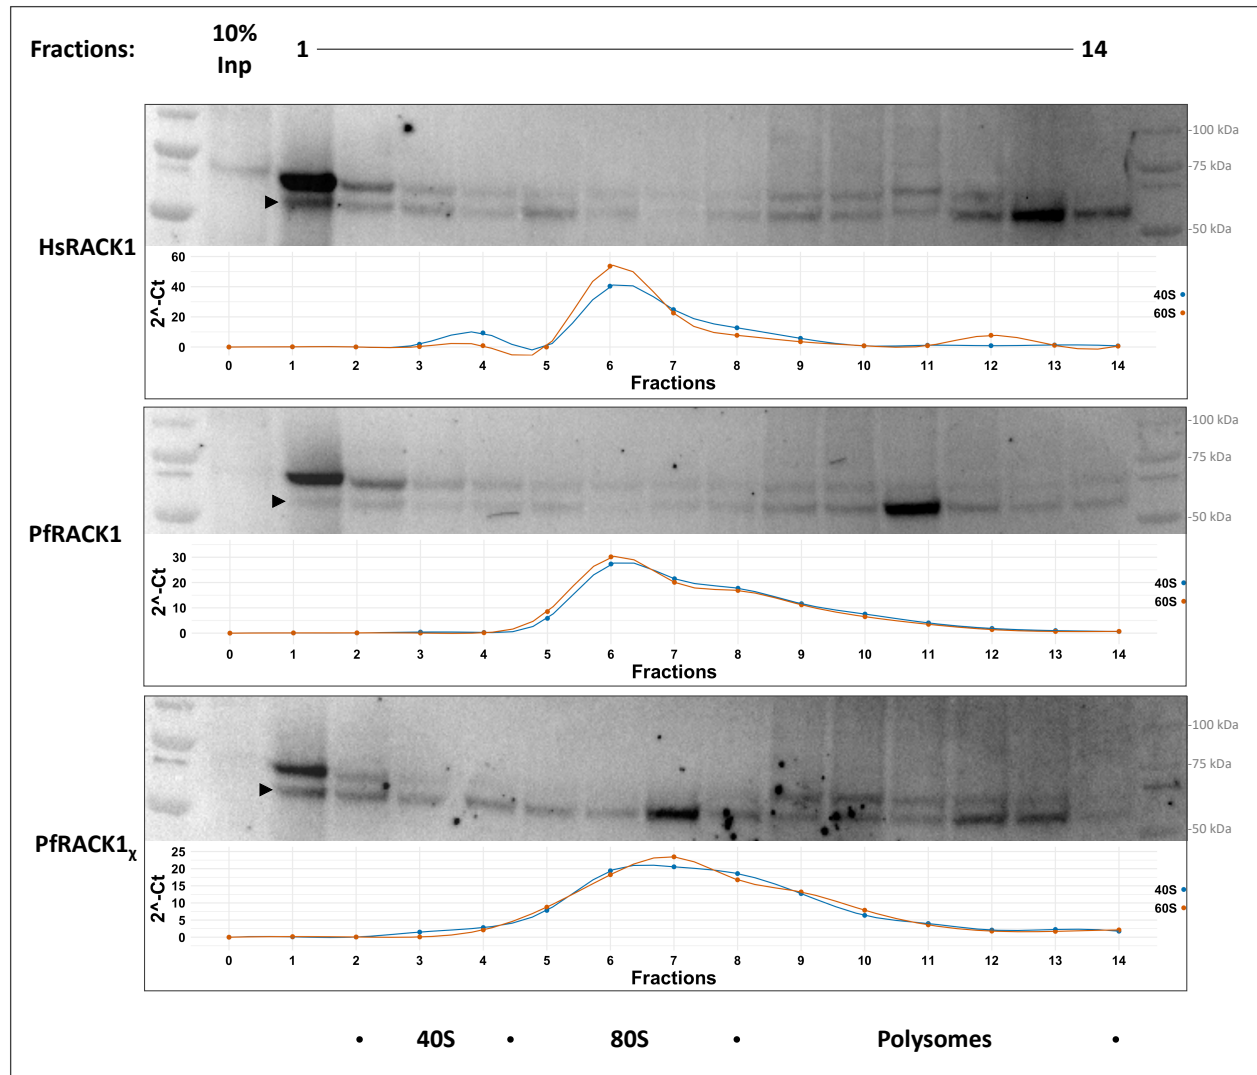 Fractions:
10%
Inp
1
14
HsRACK1
-100 kDa
-75 kDa
-50 kDa
2^-Ct
60
40
20
0
40S
60S
0 1 2 3 4 5 6 7 8 9 10 11 12 13 14
Fractions
PfRACK1
-100 kDa
-75 kDa
-50 kDa
2^-Ct
30
20
10
0
40S
60S
0 1 2 3 4 5 6 7 8 9 10 11 12 13 14
Fractions
PfRACK1χ
-100 kDa
-75 kDa
-50 kDa
2^-Ct
25
20
15
10
5
0
40S
60S
0 1 2 3 4 5 6 7 8 9 10 11 12 13 14
Fractions
• 40S • 80S • Polysomes •